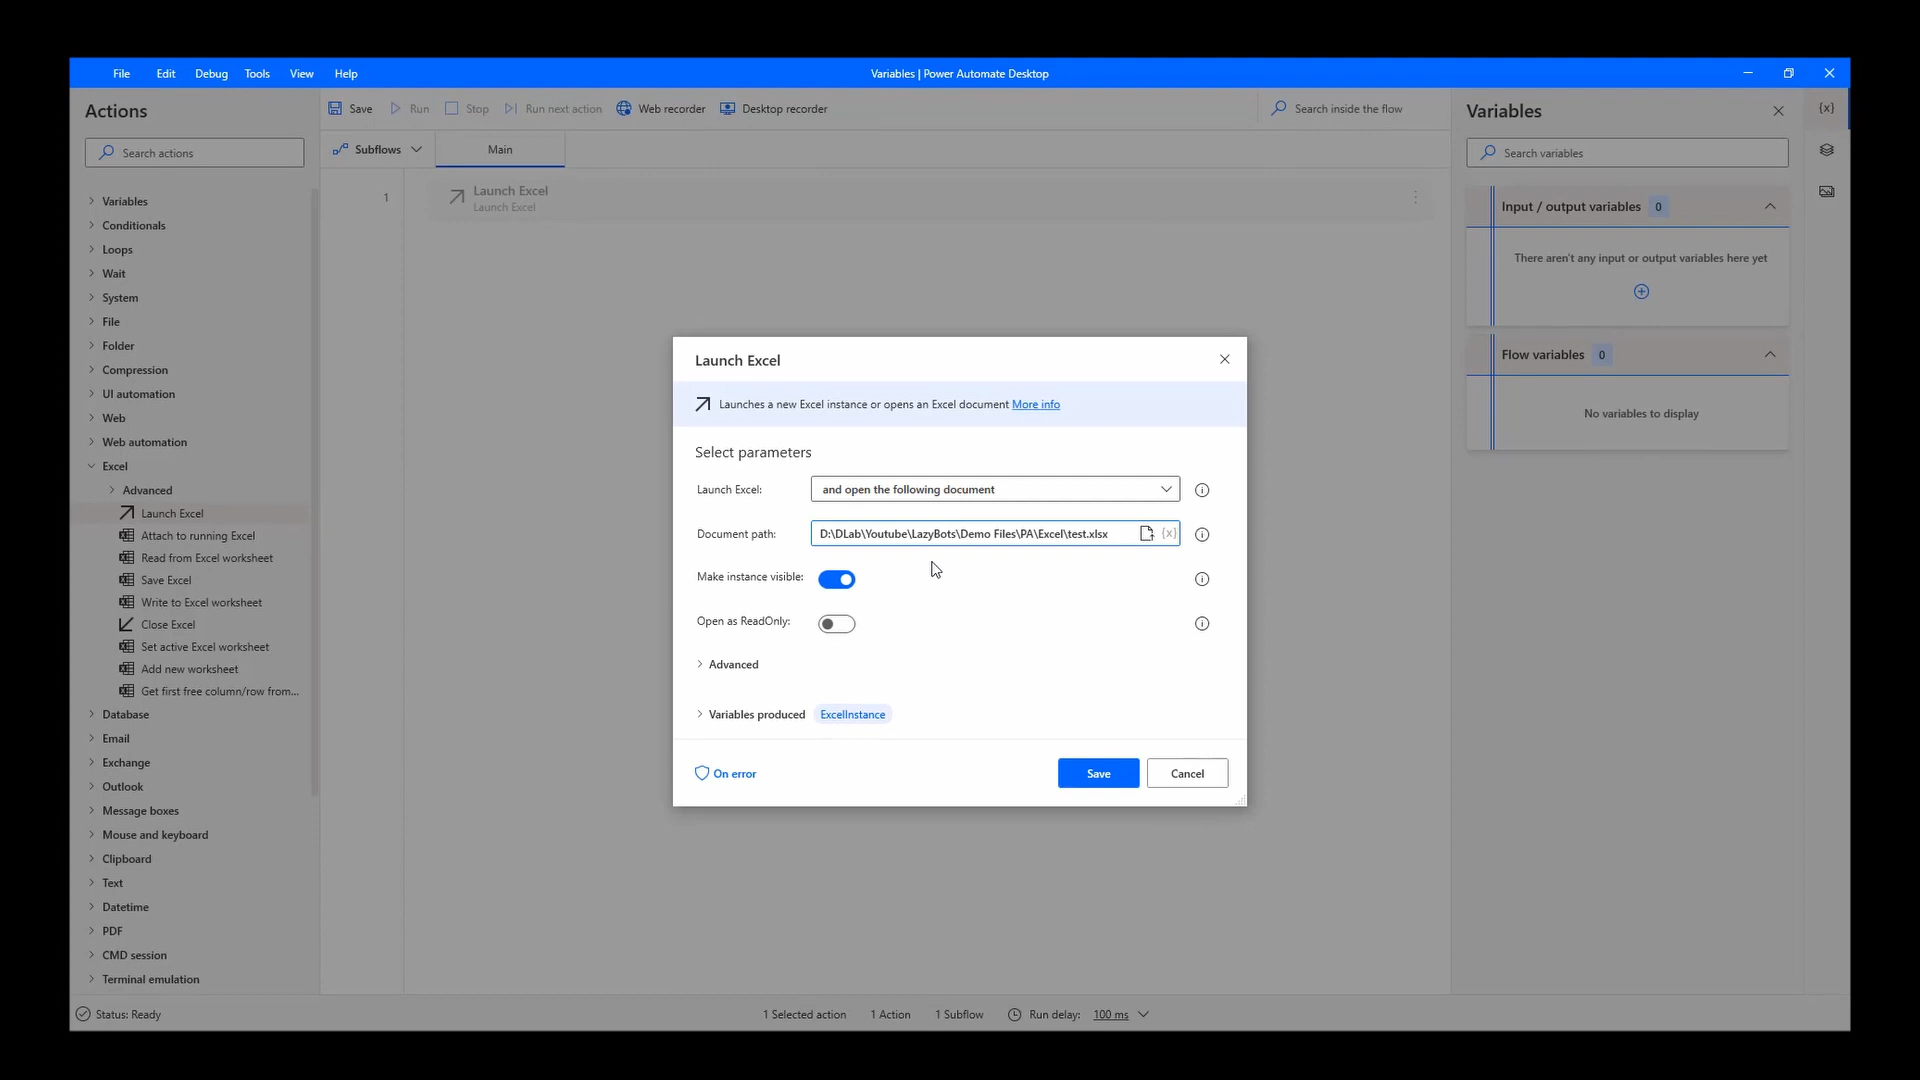 File Edit Debug Tools View Help
Variables | Power Automate Desktop
Actions
Search actions
Variables
Conditionals
Loops
Wait
System
File
Folder
Compression
UI automation
Web
Web automation
Excel
Advanced
Launch Excel
Attach to running Excel
Read from Excel worksheet
Save Excel
Write to Excel worksheet
Close Excel
Set active Excel worksheet
Add new worksheet
Get first free column/row from...
Database
Email
Exchange
Outlook
Message boxes
Mouse and keyboard
Clipboard
Text
Datetime
PDF
CMD session
Terminal emulation
Save Run Stop Run next action Web recorder Desktop recorder
Search inside the flow
Subflows Main
1
Launch Excel
Launch Excel
Launch Excel
Launches a new Excel instance or opens an Excel document More info
Select parameters
Launch Excel: and open the following document
Document path: D:\DLab\Youtube\LazyBots\Demo Files\PA\Excel\test.xlsx {x}
Make instance visible:
Open as ReadOnly:
Advanced
Variables produced ExcelInstance
On error Save Cancel
Variables
{x}
Search variables
Input / output variables 0
There aren't any input or output variables here yet
Flow variables 0
No variables to display
Status: Ready 1 Selected action 1 Action 1 Subflow Run delay: 100 ms